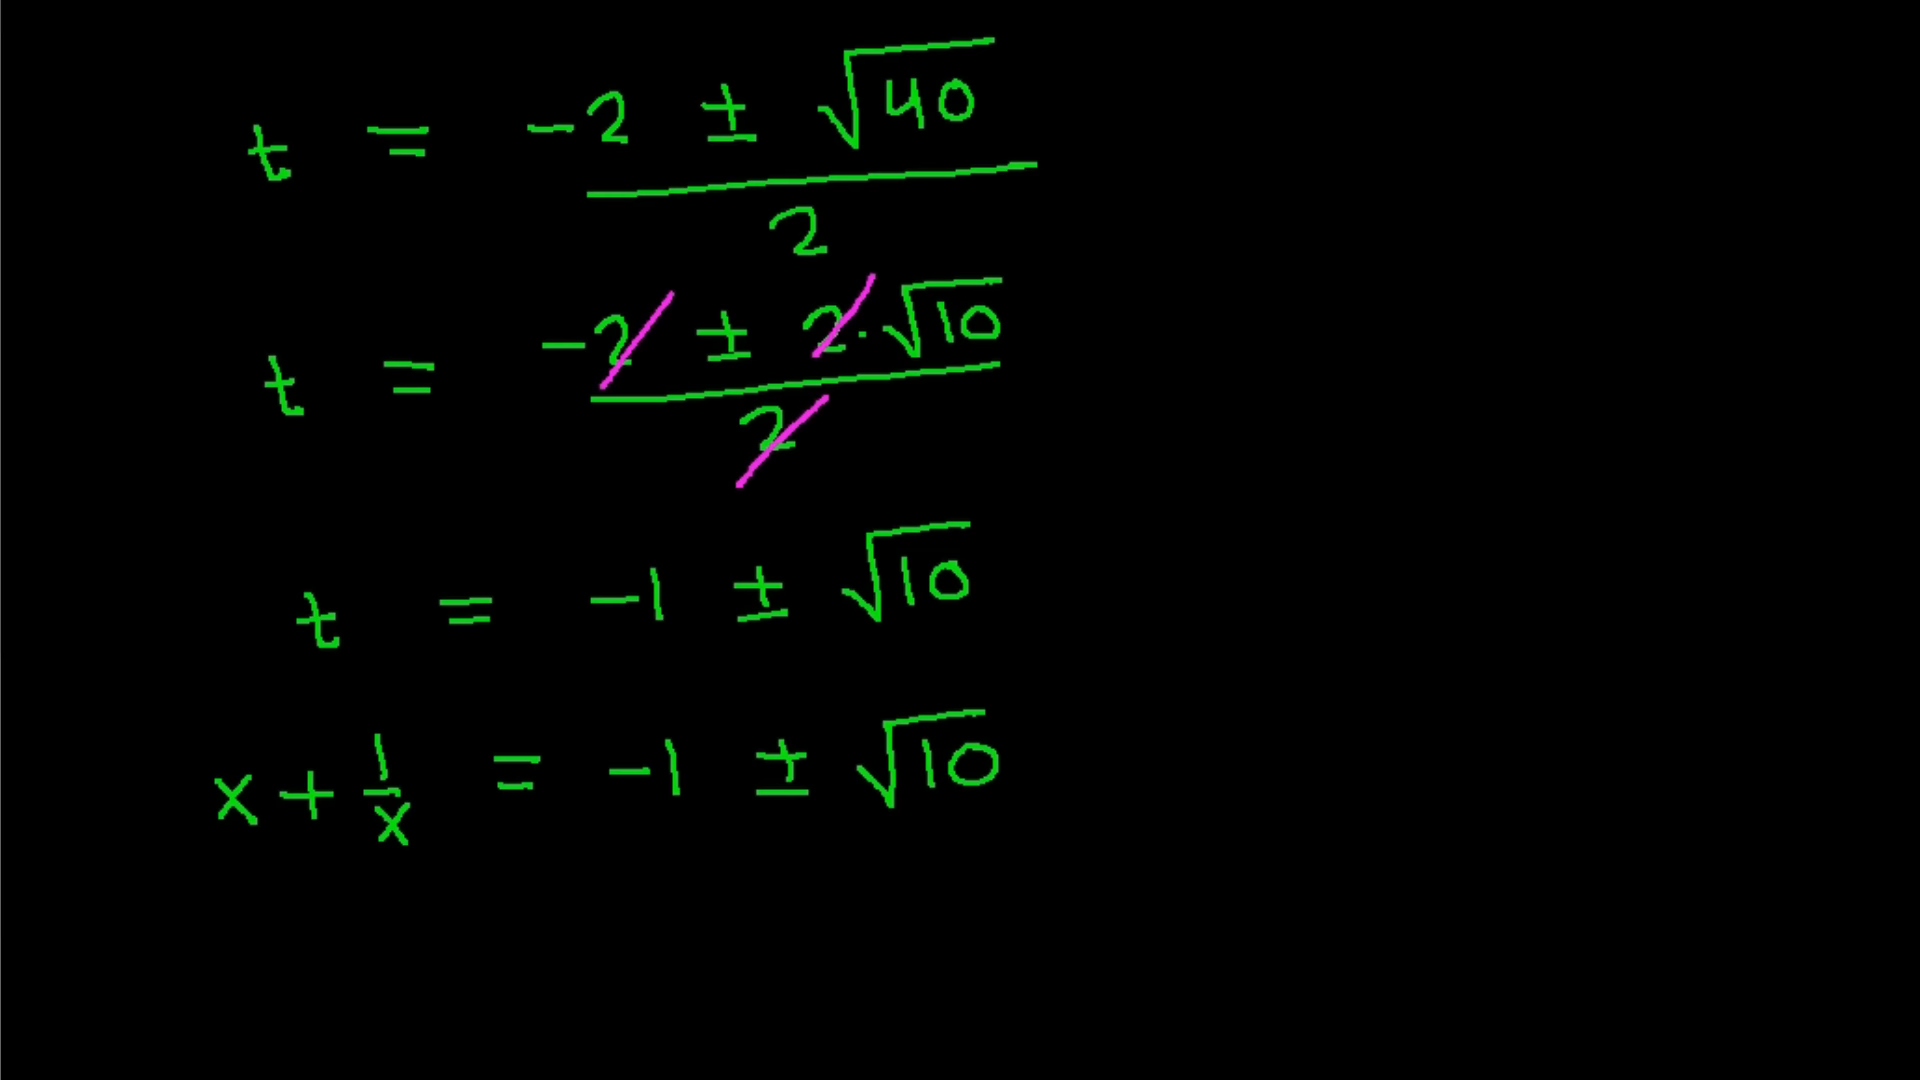 t = (-2 ± √40)/2
t = (-2 ± 2·√10)/2
t = -1 ± √10
x + 1/x = -1 ± √10